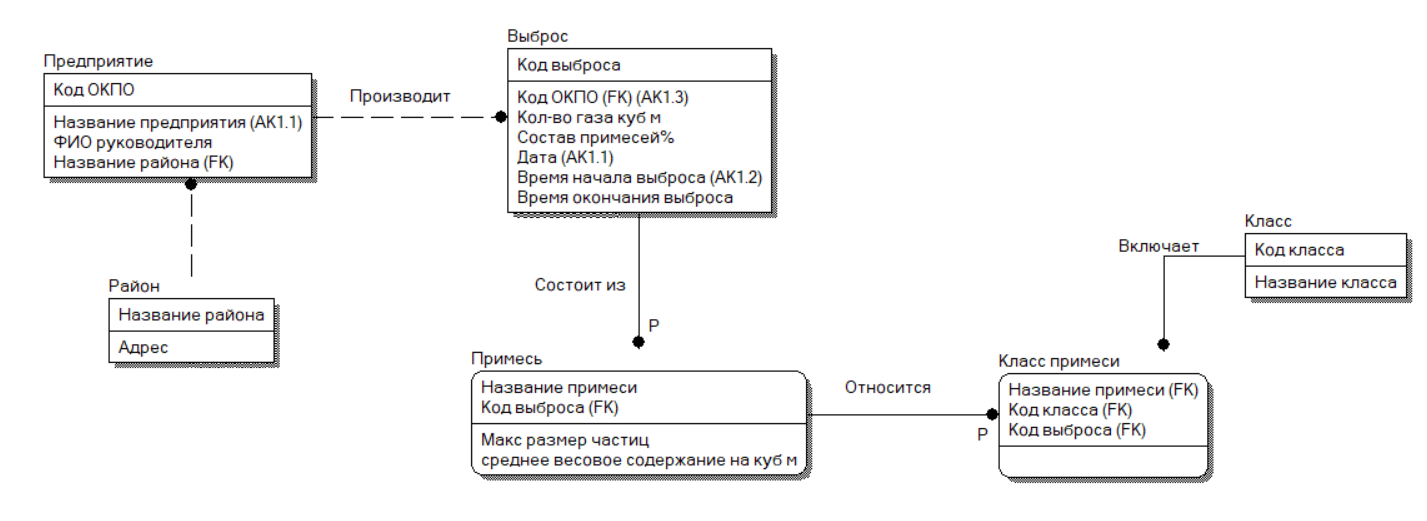 Выброс
Предприятие
Код выброса
Код ОКПО
Производит
Код ОКПО (FK) (AK1.3)
Название предприятия (AK1.1)
Кол-во газа куб м
ФИО руководителя
Состав примесей%
Название района (FK)
Дата (AK1.1)
Время начала выброса (AK1.2)
Время окончания выброса
Класс
Включает
Код класса
Название класса
Район
Состоит из
Название района
P
Адрес
Примесь
Класс примеси
Название примеси
Код выброса (FK)
Относится
Название примеси (FK)
Код класса (FK)
Код выброса (FK)
P
Макс размер частиц
среднее весовое содержание на куб м